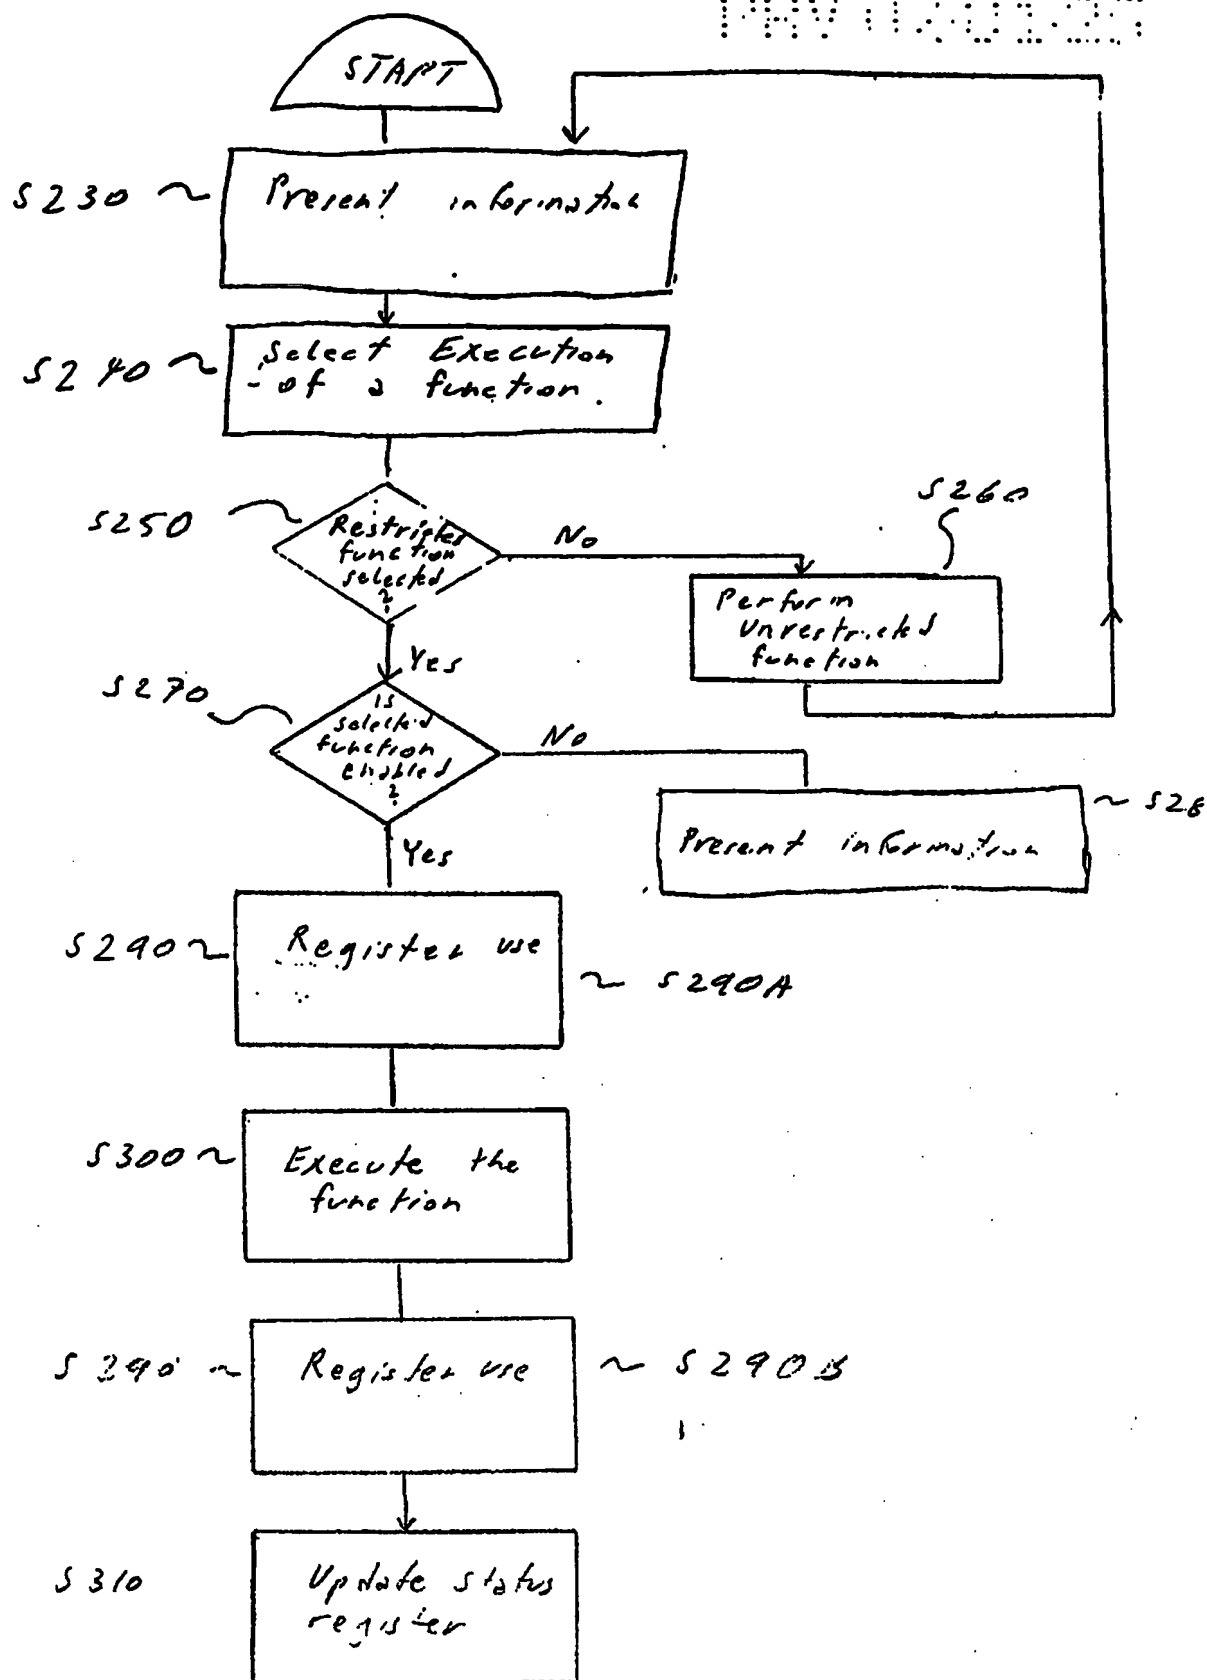 START
S230 ~ Present information
S240 ~ Select Execution
of a function.
S250
Restricted
function
selected
?
No
S260
Perform
unrestricted
function
Yes
S270
is
selected
function
enabled
?
No
~ S28
Present information
Yes
S290 ~ Register use
~ S290A
S300 ~ Execute the
function
S290 ~ Register use ~ S290B
S310 Update status
register